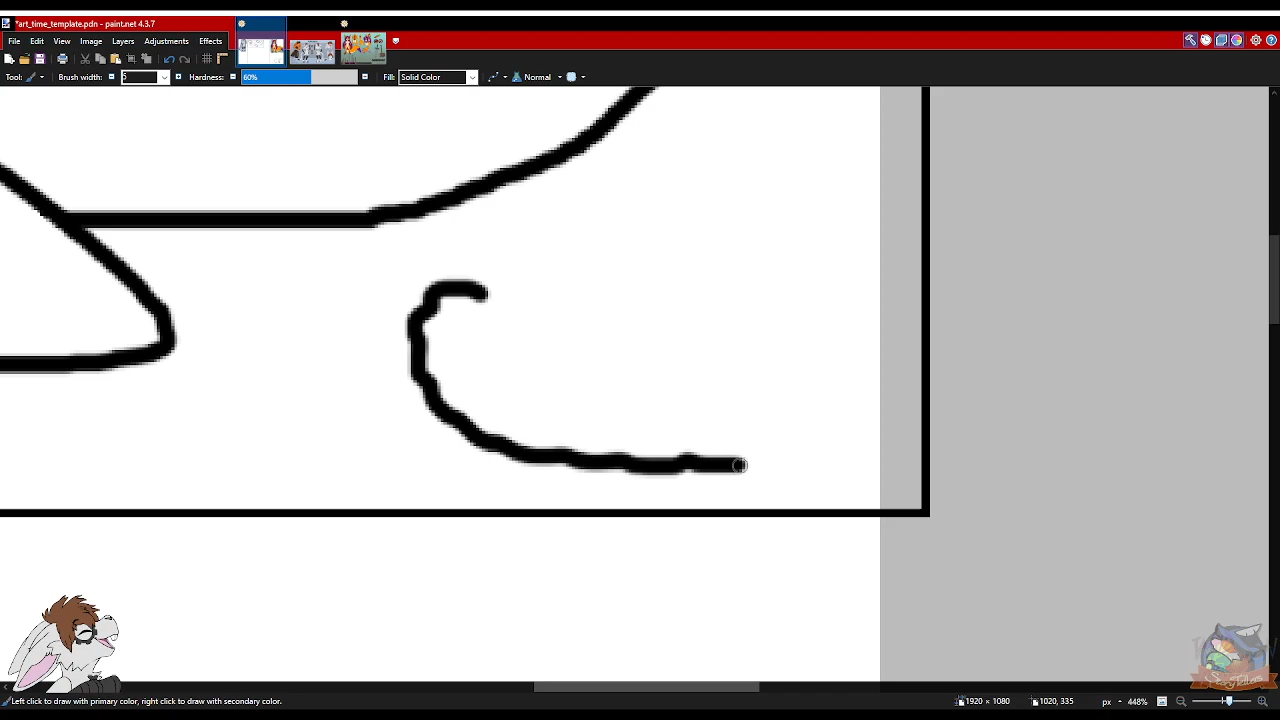 *art_time_template.pdn - paint.net 4.3.7
File Edit View Image Layers Adjustments Effects
Tool: Brush width: 5 Hardness: 60% Fill: Solid Color Normal
Left click to draw with primary color, right click to draw with secondary color. 1920 × 1080 1020, 335 px 448%